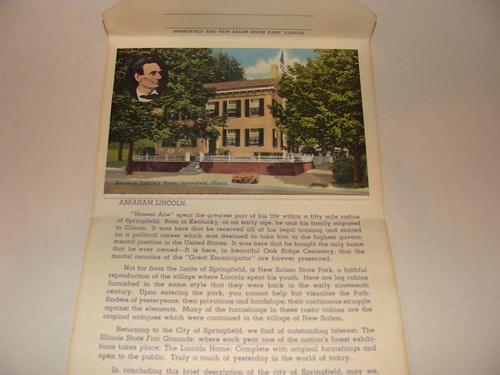 SPRINGFIELD AND NEW SALEM STATE PARK, ILLINOIS
Abraham Lincoln's Home, Springfield, Illinois
ABRAHAM LINCOLN.
"Honest Abe" spent the greatest part of his life within a fifty mile radius
of Springfield. Born in Kentucky, at an early age, he and his family migrated
to Illinois. It was here that he received all of his legal training and started
on a political career which was destined to take him to the highest govern-
mental position in the United States. It was here that he bought the only home
that he ever owned—It is here, in beautiful Oak Ridge Cemetery, that the
mortal remains of the "Great Emancipator" are forever preserved.
Not far from the limits of Springfield, is New Salem State Park, a faithful
reproduction of the village where Lincoln spent his youth. Here are log cabins
furnished in the same style that they were back in the early nineteenth
century. Upon entering the park, you cannot help but visualize the Path-
finders of yesteryears; their privations and hardships; their continuous struggle
against the elements. Many of the furnishings in these rustic cabins are the
original antiques which were contained in the village of New Salem.
Returning to the City of Springfield, we find of outstanding interest; The
Illinois State Fair Grounds: where each year one of the nation's finest exhibi-
tions takes place; The Lincoln Home: Complete with original furnishings and
open to the public. Truly a touch of yesterday in the world of today.
In concluding this brief description of the city of Springfield, may we,